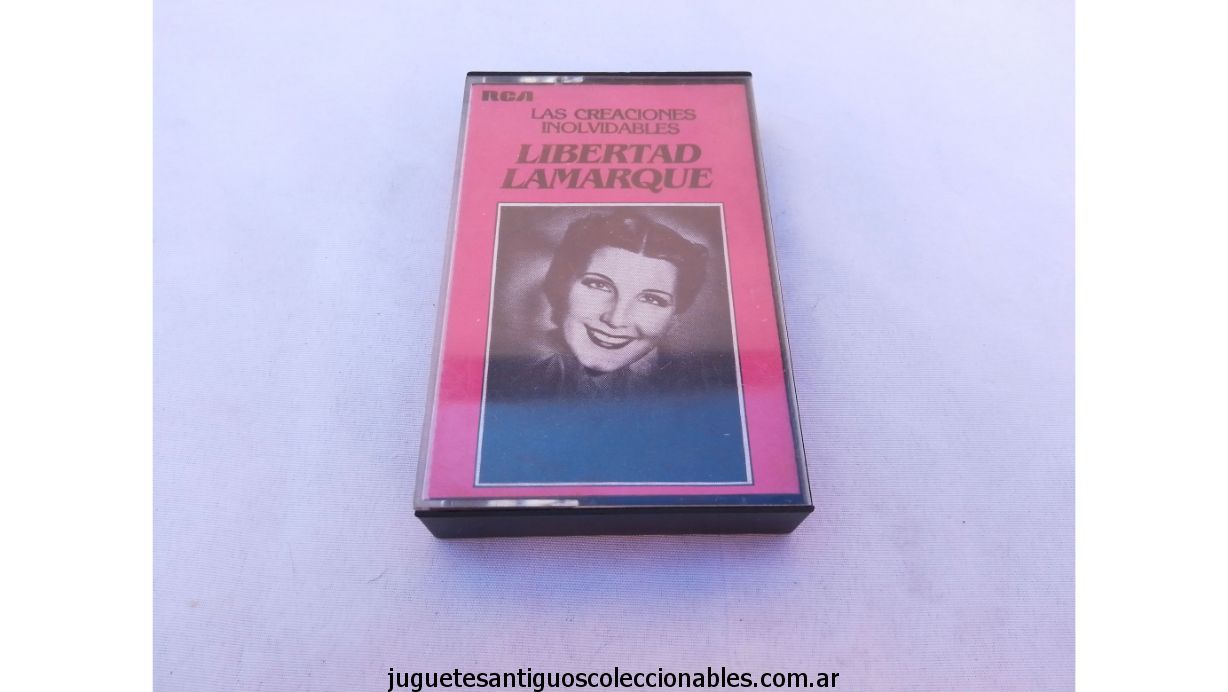 RCA
LAS CREACIONES
INOLVIDABLES
LIBERTAD
LAMARQUE
juguetesantiguoscoleccionables.com.ar